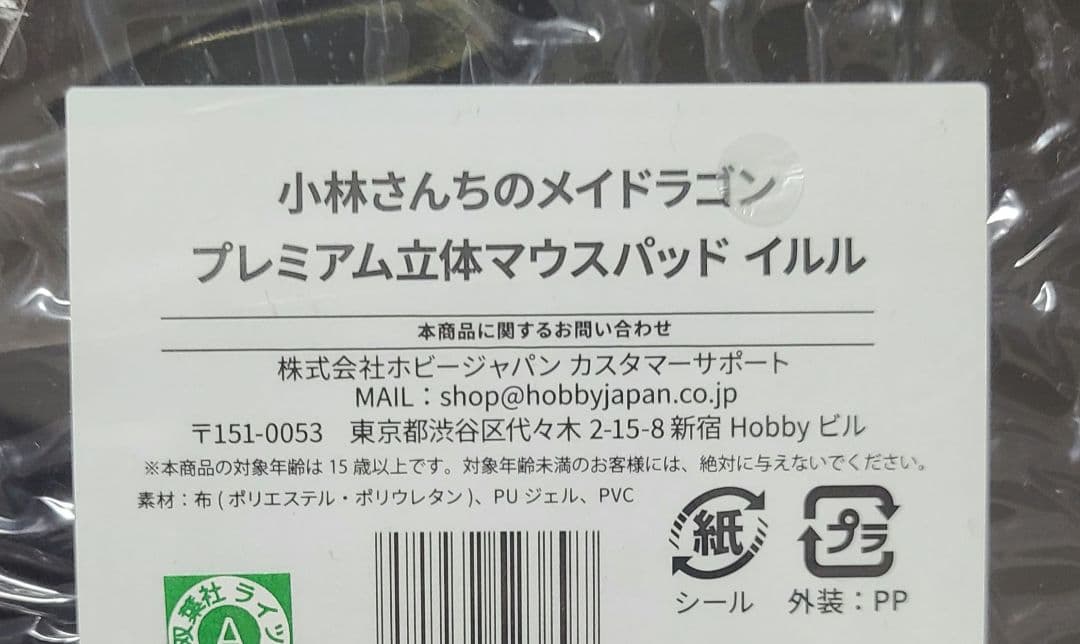 小林さんちのメイドラゴン
プレミアム立体マウスパッド イルル
本商品に関するお問い合わせ
株式会社ホビージャパン カスタマーサポート
MAIL：shop@hobbyjapan.co.jp
〒151-0053　東京都渋谷区代々木 2-15-8 新宿 Hobby ビル
※本商品の対象年齢は 15 歳以上です。対象年齢未満のお客様には、絶対に与えないでください。
素材：布 ( ポリエステル・ポリウレタン )、PU ジェル、PVC
紙
プラ
シール
外装：PP
双葉社 ライツ
A